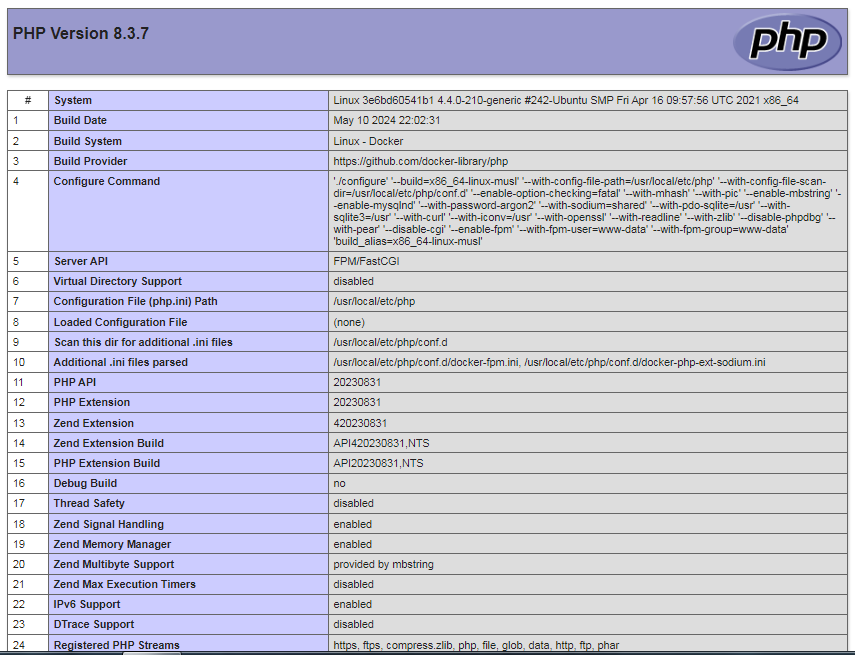 PHP Version 8.3.7
php
# System Linux 3e6bd60541b1 4.4.0-210-generic #242-Ubuntu SMP Fri Apr 16 09:57:56 UTC 2021 x86_64
1 Build Date May 10 2024 22:02:31
2 Build System Linux - Docker
3 Build Provider https://github.com/docker-library/php
4 Configure Command './configure' '--build=x86_64-linux-musl' '--with-config-file-path=/usr/local/etc/php' '--with-config-file-scan-
dir=/usr/local/etc/php/conf.d' '--enable-option-checking=fatal' '--with-mhash' '--with-pic' '--enable-mbstring' '-
-enable-mysqlnd' '--with-password-argon2' '--with-sodium=shared' '--with-pdo-sqlite=/usr' '--with-
sqlite3=/usr' '--with-curl' '--with-iconv=/usr' '--with-openssl' '--with-readline' '--with-zlib' '--disable-phpdbg' '--
with-pear' '--disable-cgi' '--enable-fpm' '--with-fpm-user=www-data' '--with-fpm-group=www-data'
'build_alias=x86_64-linux-musl'
5 Server API FPM/FastCGI
6 Virtual Directory Support disabled
7 Configuration File (php.ini) Path /usr/local/etc/php
8 Loaded Configuration File (none)
9 Scan this dir for additional .ini files /usr/local/etc/php/conf.d
10 Additional .ini files parsed /usr/local/etc/php/conf.d/docker-fpm.ini, /usr/local/etc/php/conf.d/docker-php-ext-sodium.ini
11 PHP API 20230831
12 PHP Extension 20230831
13 Zend Extension 420230831
14 Zend Extension Build API420230831,NTS
15 PHP Extension Build API20230831,NTS
16 Debug Build no
17 Thread Safety disabled
18 Zend Signal Handling enabled
19 Zend Memory Manager enabled
20 Zend Multibyte Support provided by mbstring
21 Zend Max Execution Timers disabled
22 IPv6 Support enabled
23 DTrace Support disabled
24 Registered PHP Streams https, ftps, compress.zlib, php, file, glob, data, http, ftp, phar